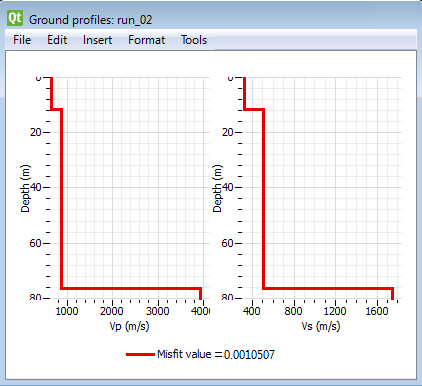 Qt Ground profiles: run_02
File Edit Insert Format Tools
0 0
20 20
40 40
60 60
80 80
Depth (m) Depth (m)
1000 2000 3000 4000 400 800 1200 1600
Vp (m/s) Vs (m/s)
Misfit value =0.0010507